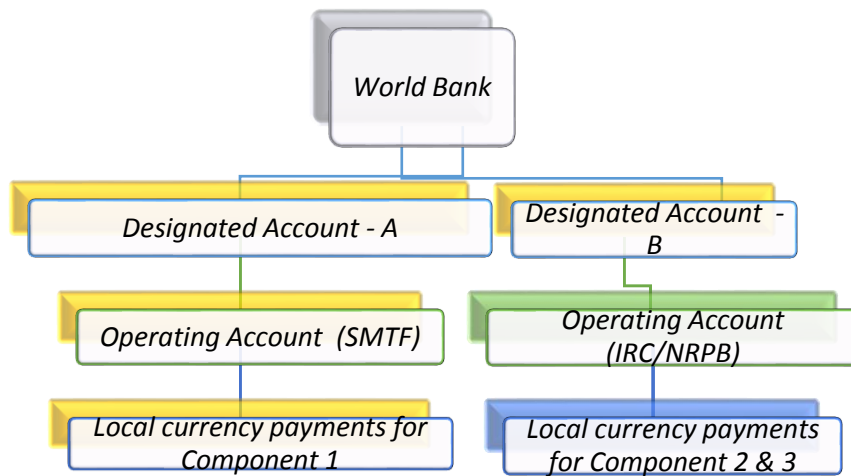 World Bank
Designated Account - A
Designated Account -
B
Operating Account (SMTF)
Operating Account
(IRC/NRPB)
Local currency payments for
Component 1
Local currency payments
for Component 2 & 3